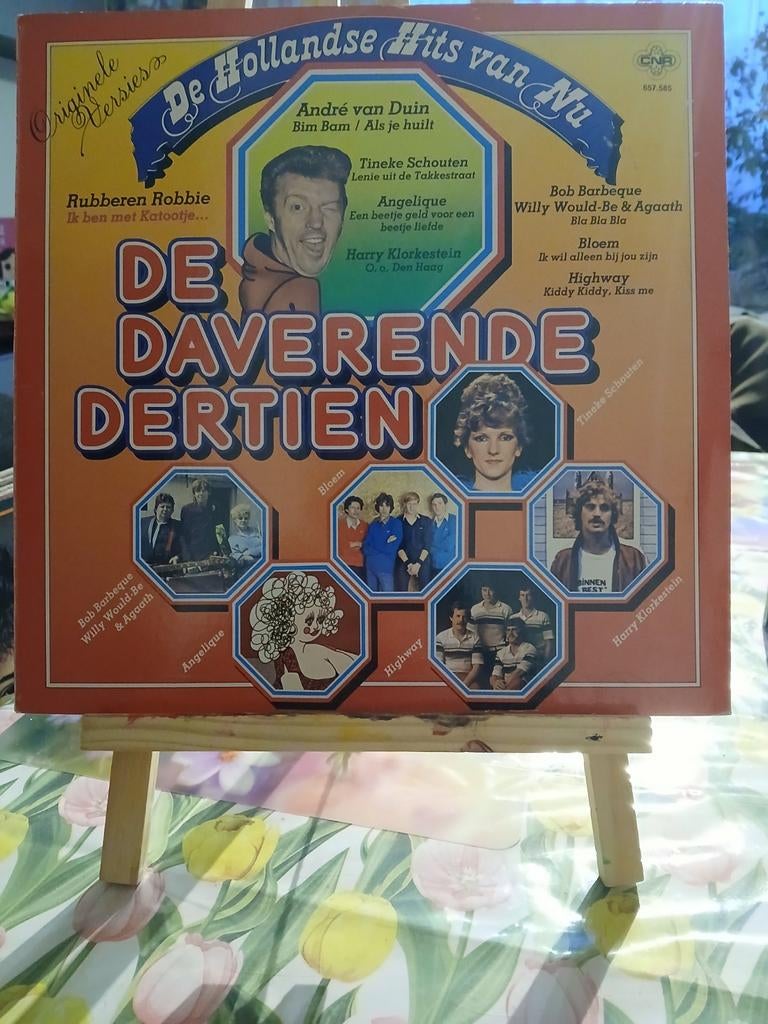 Originele
Versies
De Hollandse Hits van Nu
CNR
657.585
André van Duin
Bim Bam / Als je huilt
Tineke Schouten
Lenie uit de Takkestraat
Angelique
Een beetje geld voor een
beetje liefde
Harry Klorkestein
O. o. Den Haag
Rubberen Robbie
Ik ben met Katootje...
Bob Barbeque
Willy Would-Be & Agaath
Bla Bla Bla
Bloem
Ik wil alleen bij jou zijn
Highway
Kiddy Kiddy, Kiss me
DE
DAVERENDE
DERTIEN
Tineke Schouten
Bloem
BINNEN
BEST
Bob Barbeque
Willy Would-Be
& Agaath
Angelique
Highway
Harry Klorkestein